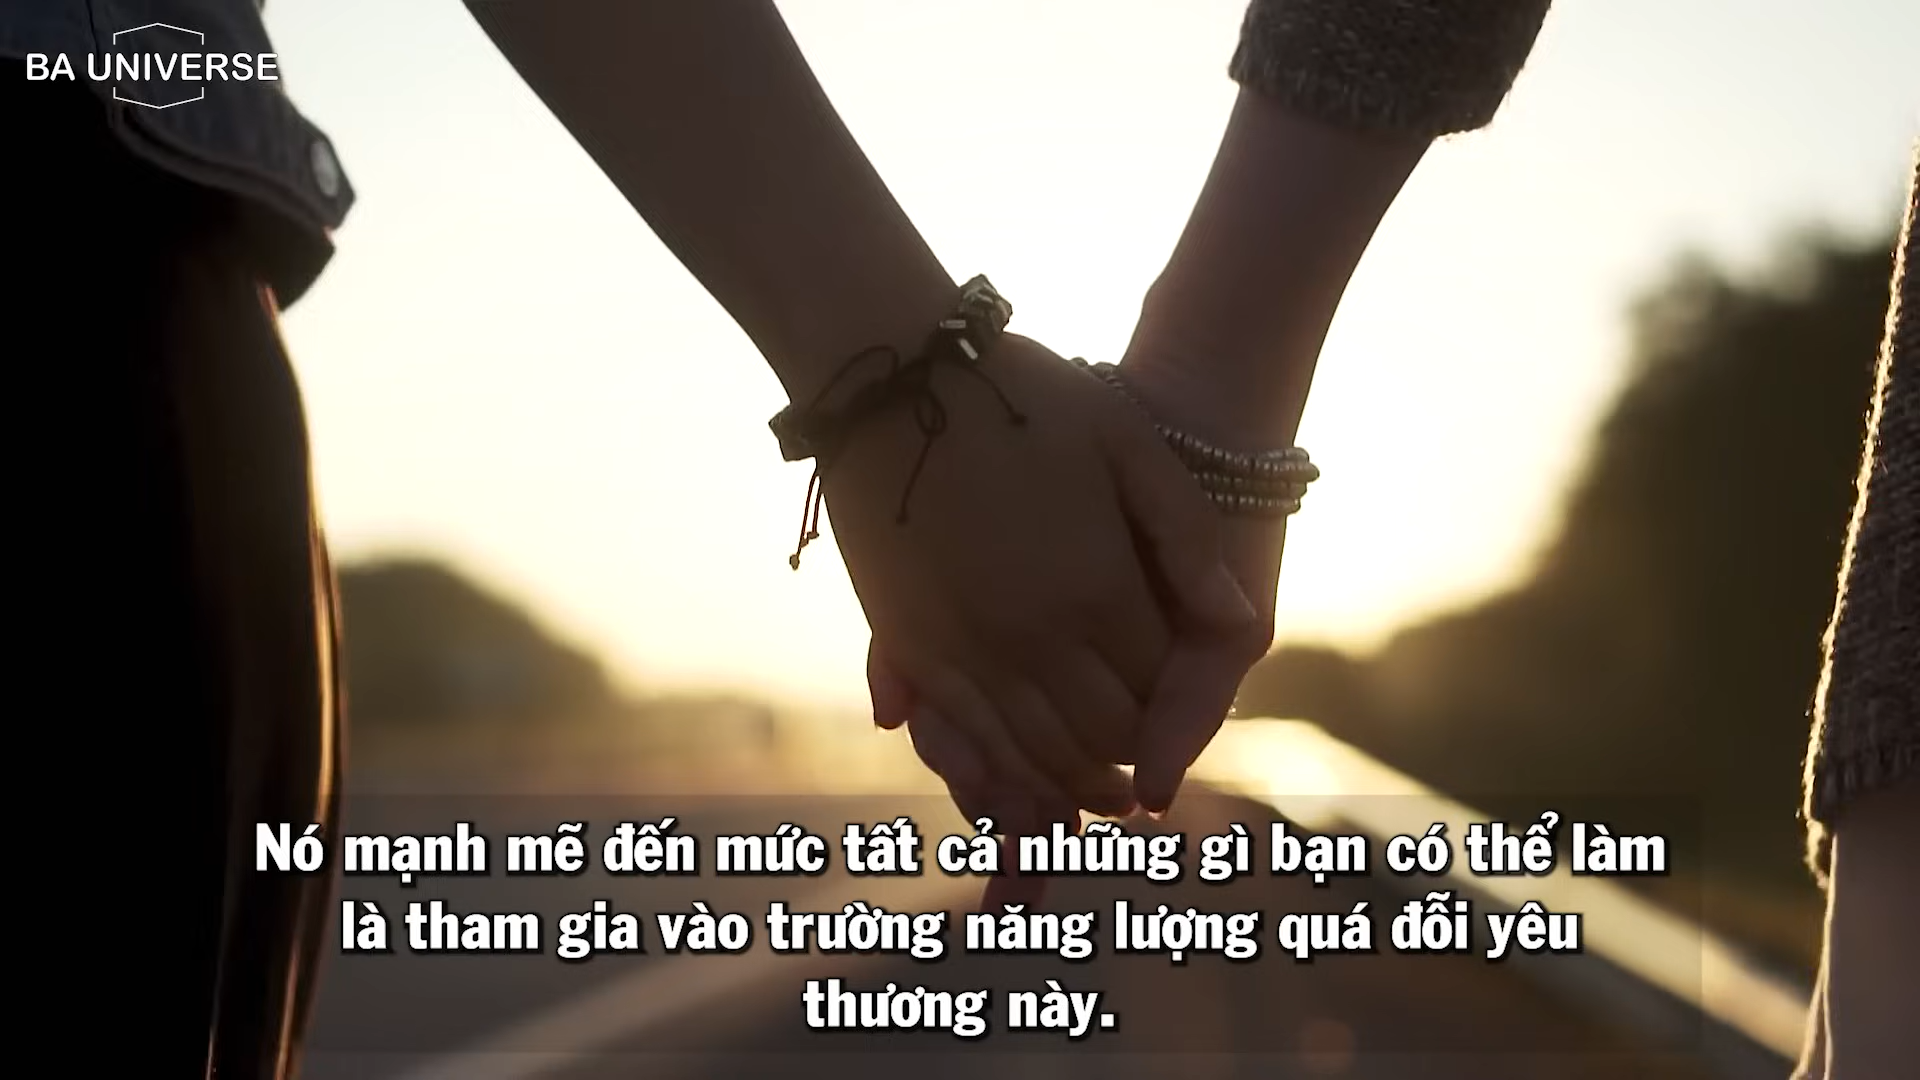 BA UNIVERSE
Nó mạnh mẽ đến mức tất cả những gì bạn có thể làm
là tham gia vào trường năng lượng quá đỗi yêu
thương này.